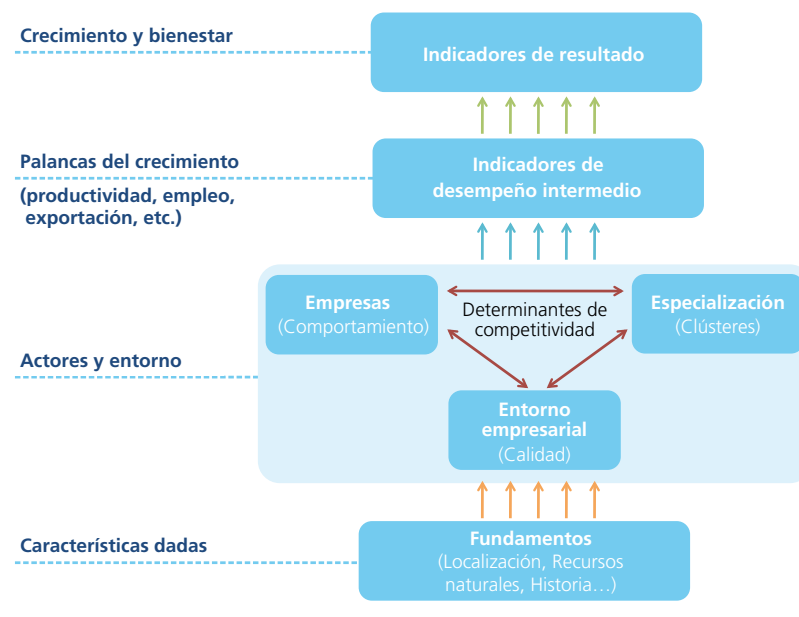 Crecimiento y bienestar
Indicadores de resultado
Palancas del crecimiento
(productividad, empleo,
exportación, etc.)
Indicadores de
desempeño intermedio
Empresas
(Comportamiento)
Determinantes de
competitividad
Especialización
(Clústeres)
Actores y entorno
Entorno
empresarial
(Calidad)
Características dadas
Fundamentos
(Localización, Recursos
naturales, Historia…)